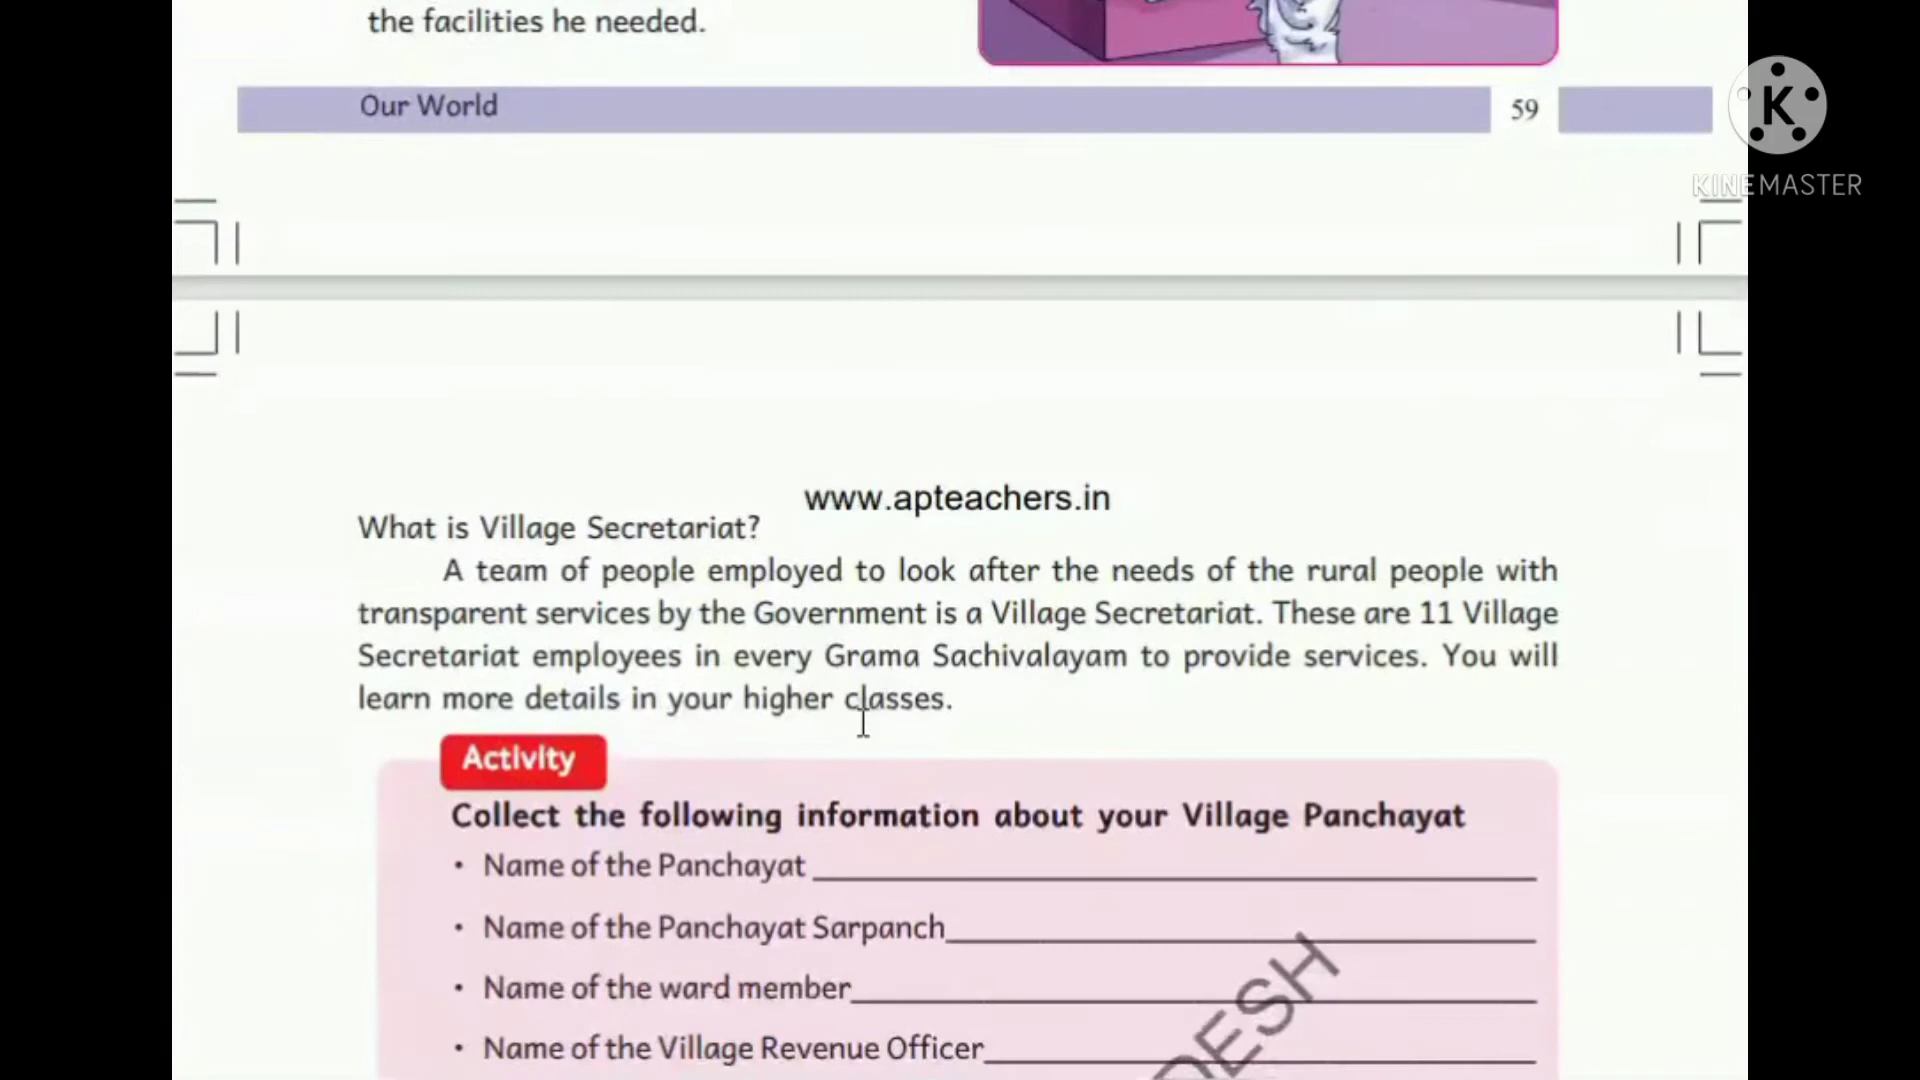 the facilities he needed.
Our World
59
K
KINEMASTER
www.apteachers.in
What is Village Secretariat?
A team of people employed to look after the needs of the rural people with
transparent services by the Government is a Village Secretariat. These are 11 Village
Secretariat employees in every Grama Sachivalayam to provide services. You will
learn more details in your higher classes.
Activity
Collect the following information about your Village Panchayat
• Name of the Panchayat
• Name of the Panchayat Sarpanch
• Name of the ward member
• Name of the Village Revenue Officer
DESH